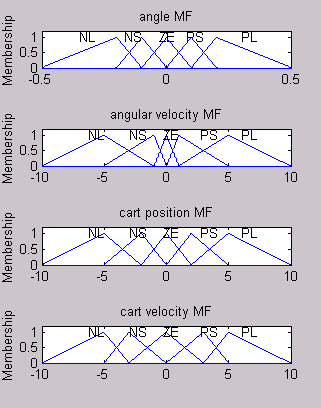 angle MF
Membership
1
0.5
0
NL NS ZE PS PL
-0.5 0 0.5
angular velocity MF
Membership
1
0.5
0
NL NS ZE PS PL
-10 -5 0 5 10
cart position MF
Membership
1
0.5
0
NL NS ZE PS PL
-10 -5 0 5 10
cart velocity MF
Membership
1
0.5
0
NL NS ZE PS PL
-10 -5 0 5 10